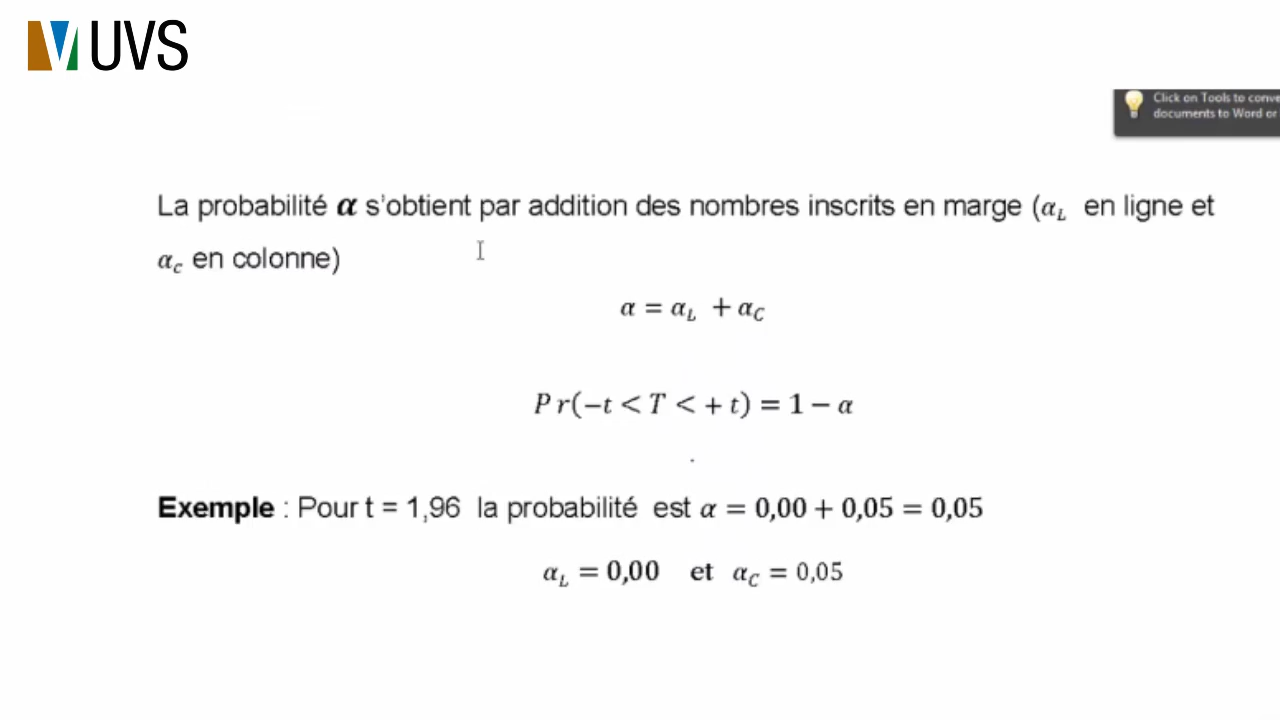 UVS
Click on Tools to conve
documents to Word or
La probabilité α s'obtient par addition des nombres inscrits en marge (α_L en ligne et
α_c en colonne)
α = α_L + α_C
Pr(−t < T < + t) = 1 − α
Exemple : Pour t = 1,96 la probabilité est α = 0,00 + 0,05 = 0,05
α_L = 0,00 et α_C = 0,05